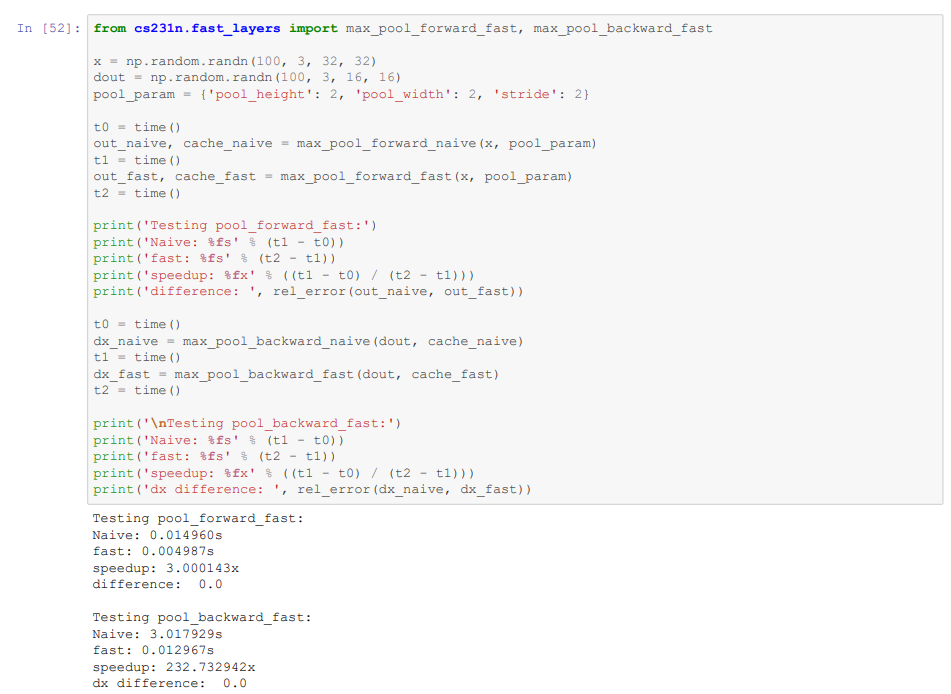 In [52]: from cs231n.fast_layers import max_pool_forward_fast, max_pool_backward_fast
x = np.random.randn(100, 3, 32, 32)
dout = np.random.randn(100, 3, 16, 16)
pool_param = {'pool_height': 2, 'pool_width': 2, 'stride': 2}
t0 = time()
out_naive, cache_naive = max_pool_forward_naive(x, pool_param)
t1 = time()
out_fast, cache_fast = max_pool_forward_fast(x, pool_param)
t2 = time()
print('Testing pool_forward_fast:')
print('Naive: %fs' % (t1 - t0))
print('fast: %fs' % (t2 - t1))
print('speedup: %fx' % ((t1 - t0) / (t2 - t1)))
print('difference: ', rel_error(out_naive, out_fast))
t0 = time()
dx_naive = max_pool_backward_naive(dout, cache_naive)
t1 = time()
dx_fast = max_pool_backward_fast(dout, cache_fast)
t2 = time()
print('\nTesting pool_backward_fast:')
print('Naive: %fs' % (t1 - t0))
print('fast: %fs' % (t2 - t1))
print('speedup: %fx' % ((t1 - t0) / (t2 - t1)))
print('dx difference: ', rel_error(dx_naive, dx_fast))
Testing pool_forward_fast:
Naive: 0.014960s
fast: 0.004987s
speedup: 3.000143x
difference:  0.0
Testing pool_backward_fast:
Naive: 3.017929s
fast: 0.012967s
speedup: 232.732942x
dx difference:  0.0